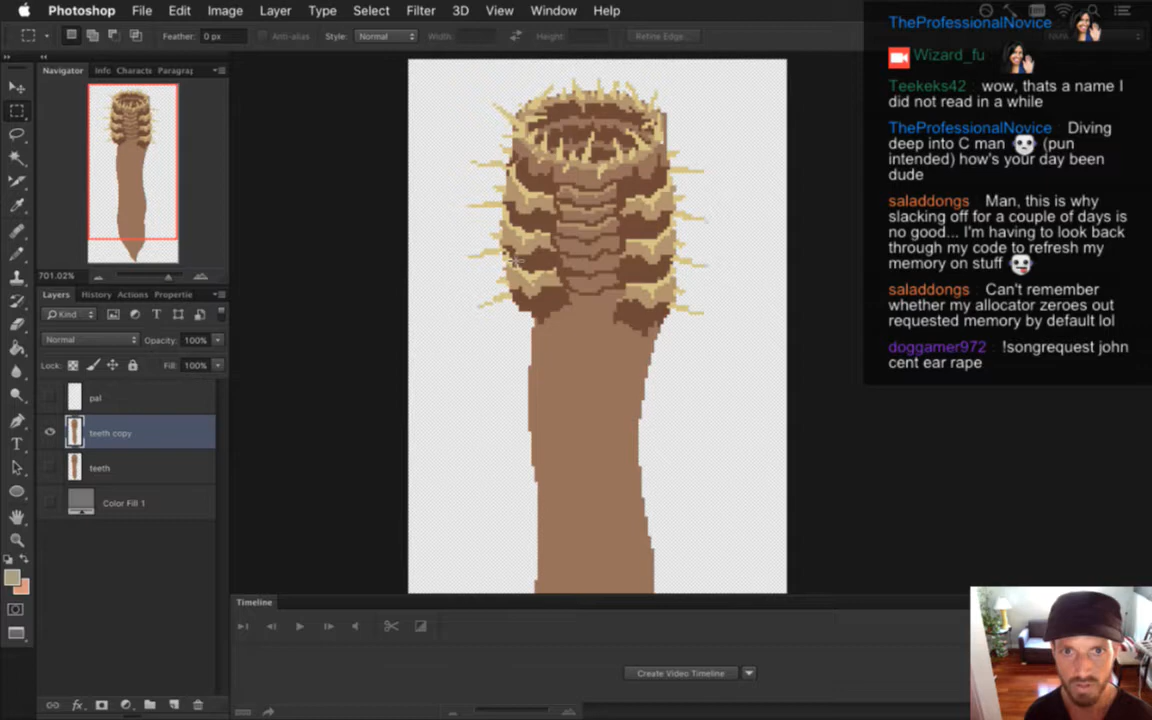 Photoshop File Edit Image Layer Type Select Filter 3D View Window Help
Feather: 0 px Anti-alias Style: Normal Width: Height: Refine Edge...
Navigator Info Characte Paragraj
701.02%
Layers History Actions Propertie
Kind
Normal Opacity: 100%
Lock: Fill: 100%
pal
teeth copy
teeth
Color Fill 1
Timeline
Create Video Timeline
TheProfessionalNovice
Wizard_fu
Teekeks42 wow, thats a name I
did not read in a while
TheProfessionalNovice Diving
deep into C man (pun
intended) how's your day been
dude
saladdongs Man, this is why
slacking off for a couple of days is
no good... I'm having to look back
through my code to refresh my
memory on stuff
saladdongs Can't remember
whether my allocator zeroes out
requested memory by default lol
doggamer972 !songrequest john
cent ear rape